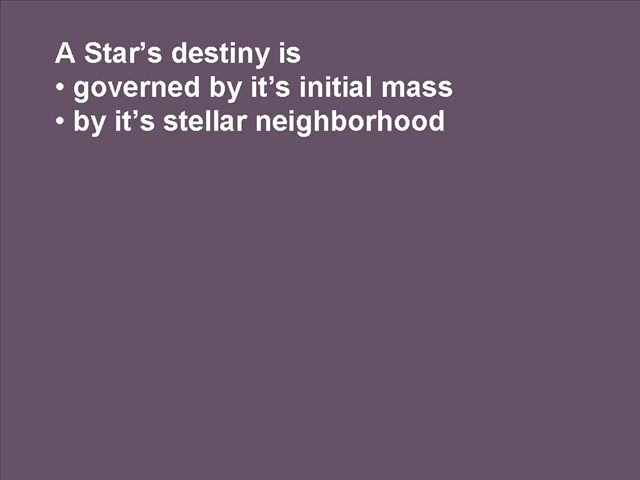 A Star’s destiny is
• governed by it’s initial mass
• by it’s stellar neighborhood